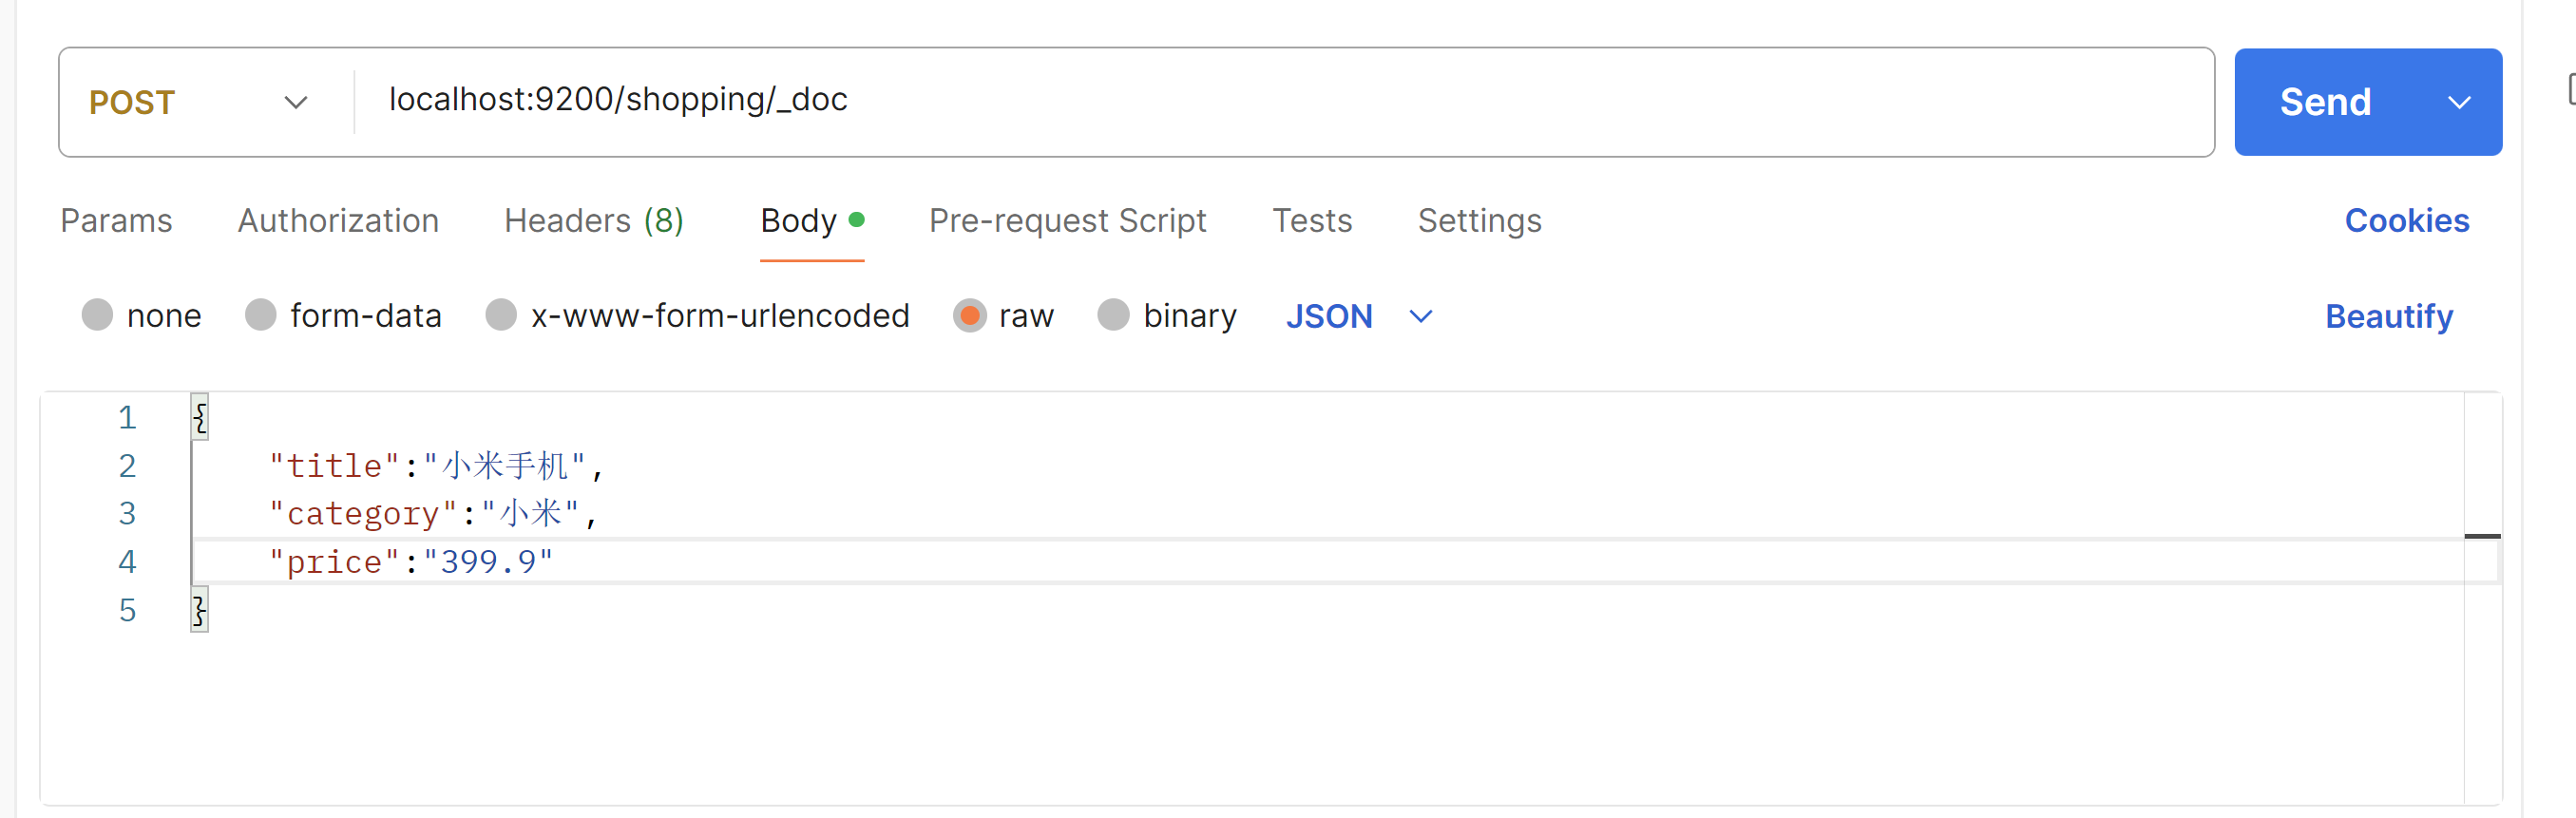 POST localhost:9200/shopping/_doc Send
Params Authorization Headers (8) Body Pre-request Script Tests Settings Cookies
none form-data x-www-form-urlencoded raw binary JSON Beautify
1 {
2 "title":"小米手机",
3 "category":"小米",
4 "price":"399.9"
5 }